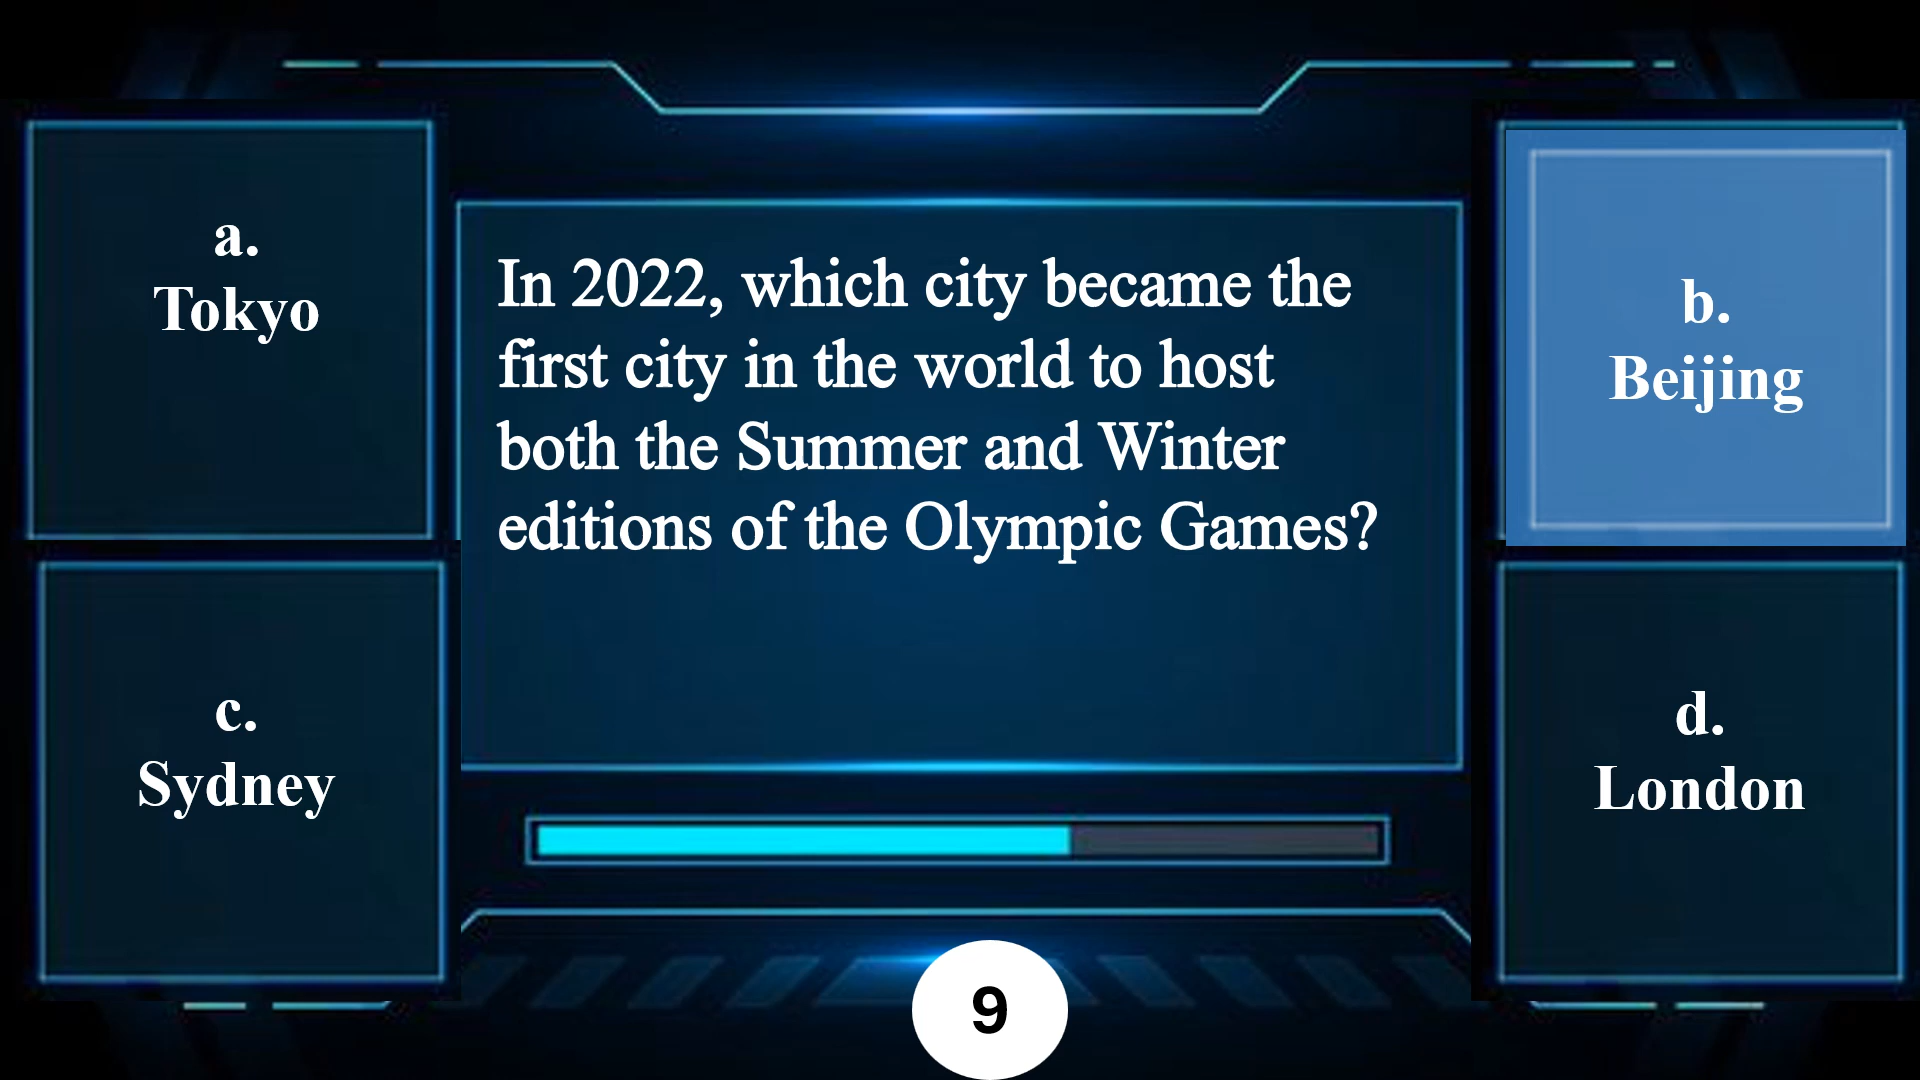 a.
Tokyo
In 2022, which city became the
first city in the world to host
both the Summer and Winter
editions of the Olympic Games?
b.
Beijing
c.
Sydney
d.
London
9